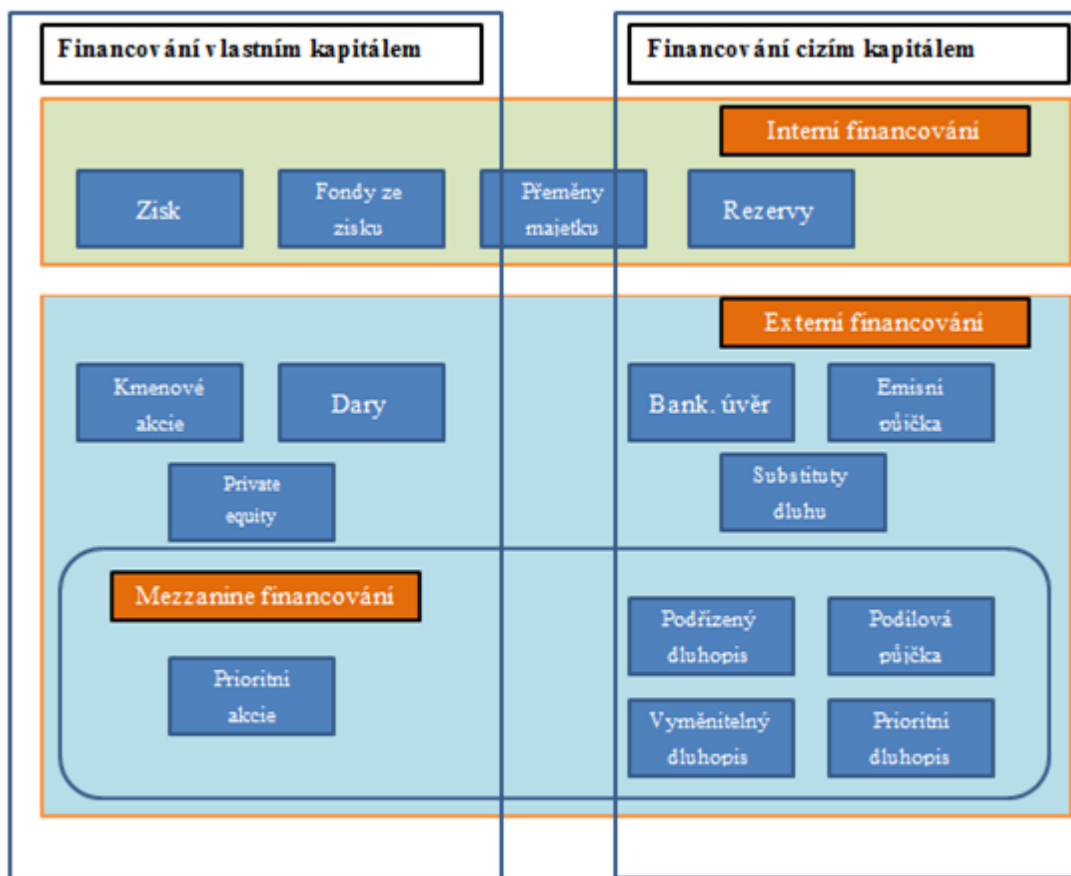 Financování vlastním kapitálem
Financování cizím kapitálem
Interní financování
Zisk
Fondy ze
zisku
Přeměny
majetku
Rezervy
Externí financování
Kmenové
akcie
Dary
Bank. úvěr
Emisní
půjčka
Private
equity
Substituty
dluhu
Mezzanine financování
Podřízený
dluhopis
Podílová
půjčka
Prioritní
akcie
Vyměnitelný
dluhopis
Prioritní
dluhopis